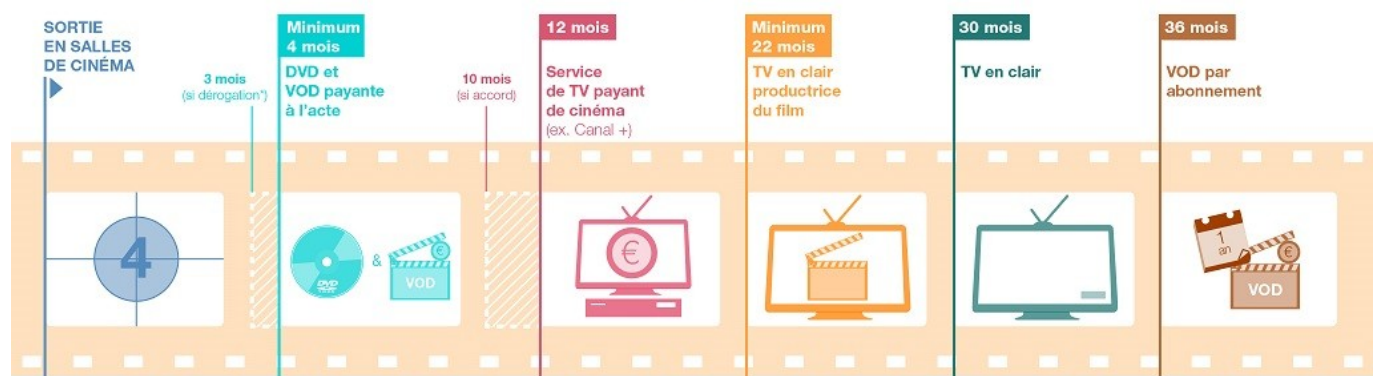 SORTIE
EN SALLES
DE CINÉMA
3 mois
(si dérogation*)
Minimum
4 mois
DVD et
VOD payante
à l'acte
10 mois
(si accord)
12 mois
Service
de TV payant
de cinéma
(ex. Canal +)
Minimum
22 mois
TV en clair
productrice
du film
30 mois
TV en clair
36 mois
VOD par
abonnement
4
DVD
&
€
VOD
€
1
an
€
VOD